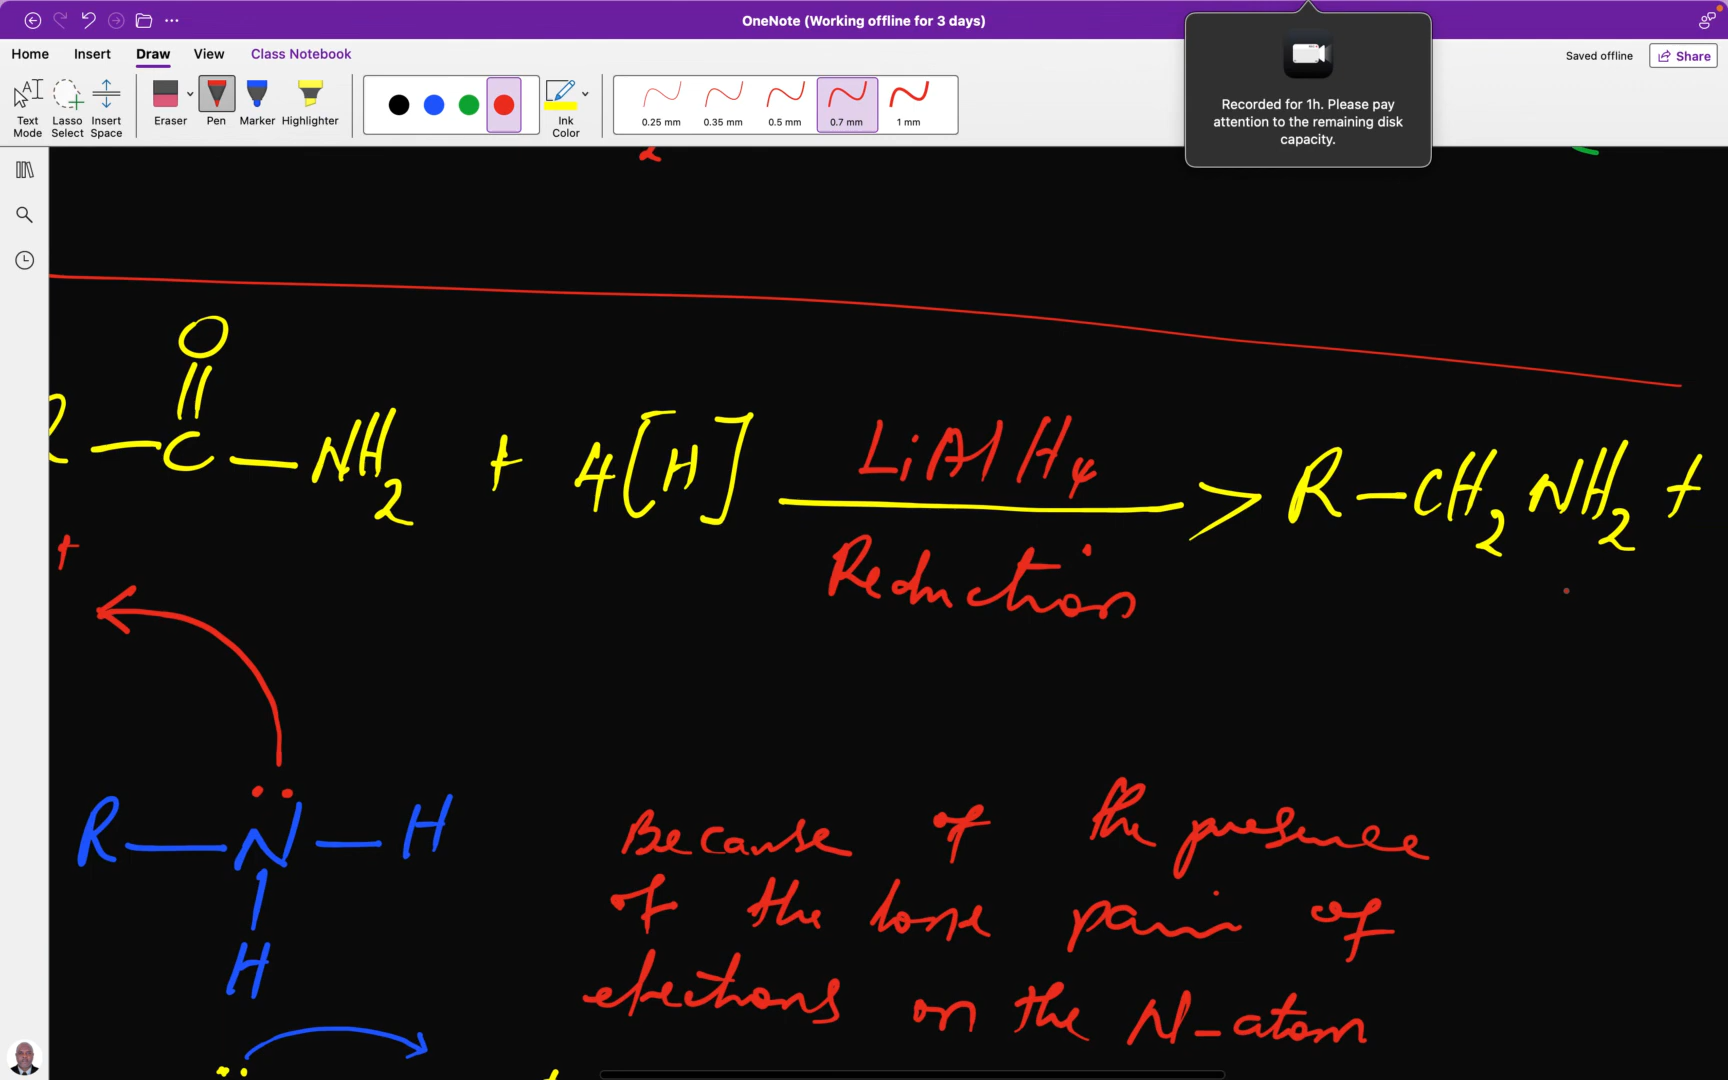 OneNote (Working offline for 3 days)
Home Insert Draw View Class Notebook
Saved offline Share
Text Mode Lasso Select Insert Space Eraser Pen Marker Highlighter Ink Color 0.25 mm 0.35 mm 0.5 mm 0.7 mm 1 mm
Recorded for 1h. Please pay
attention to the remaining disk
capacity.
2
O
||
R — C — NH2 + 4[H] LiAlH4 > R — CH2 NH2 +
Reduction
+
R — N — H
|
H
Because of the presence
of the lone pair of
electrons on the N-atom